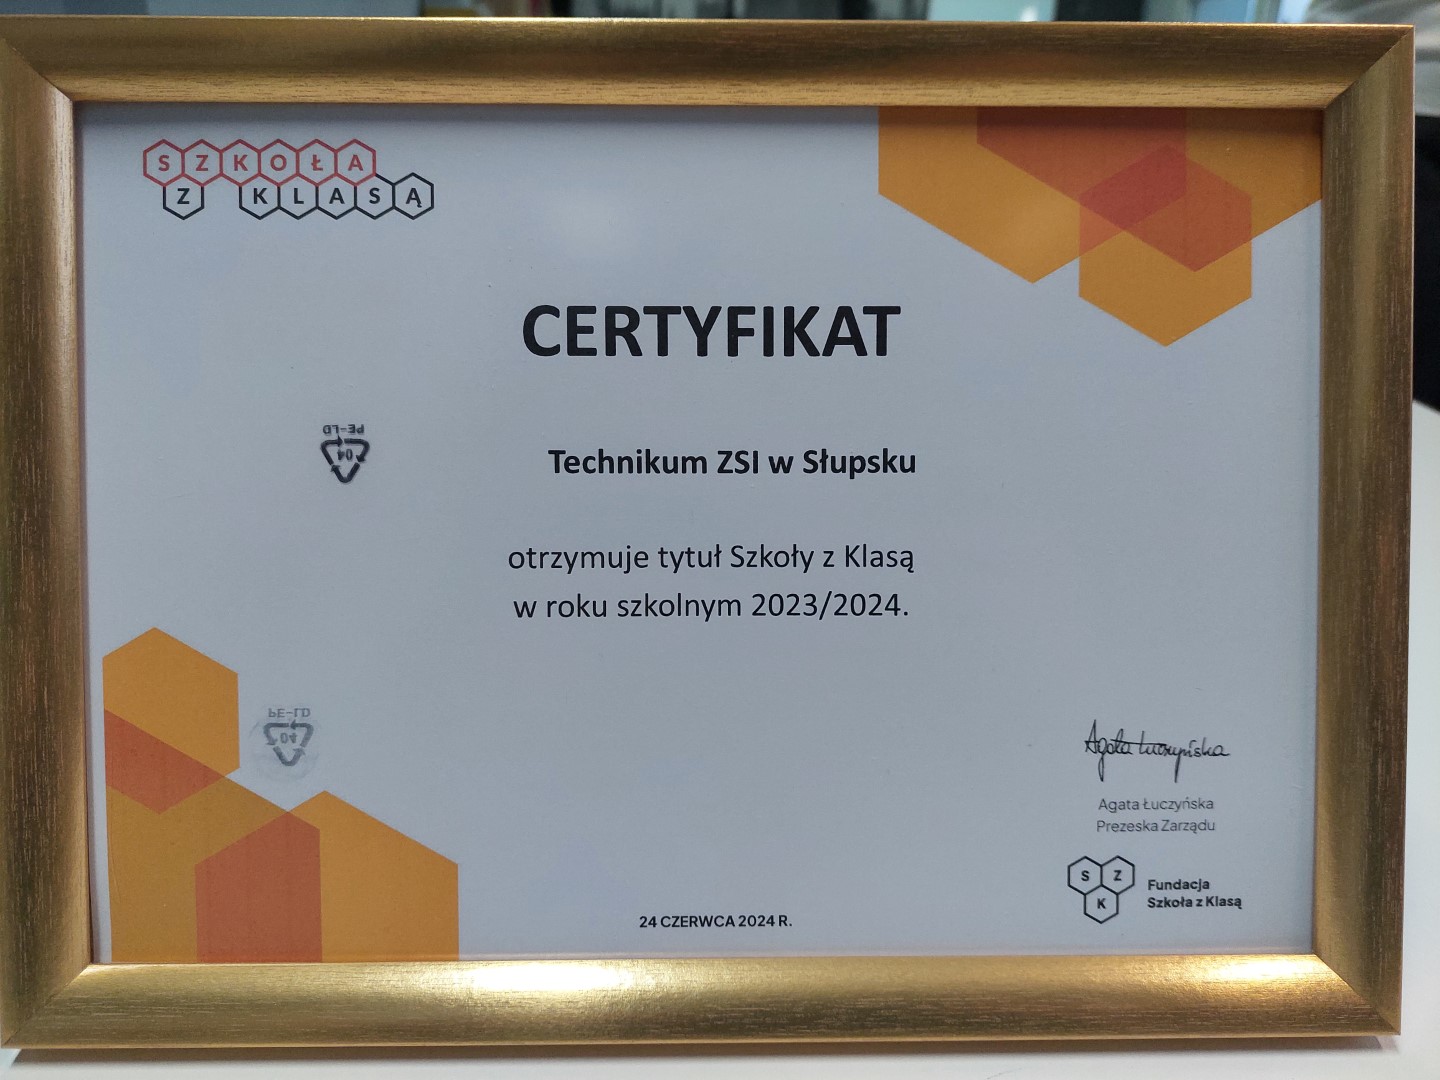 SZKOŁA
Z KLASĄ
CERTYFIKAT
PE-LD
04
Technikum ZSI w Słupsku
otrzymuje tytuł Szkoły z Klasą
w roku szkolnym 2023/2024.
PE-LD
04
Agata Łuczyńska
Agata Łuczyńska
Prezeska Zarządu
SZ
K
Fundacja
Szkoła z Klasą
24 CZERWCA 2024 R.